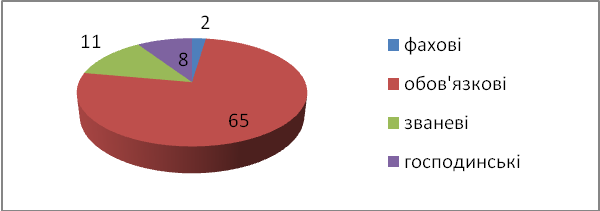 2
11
8
65
фахові
обов'язкові
званеві
господинські